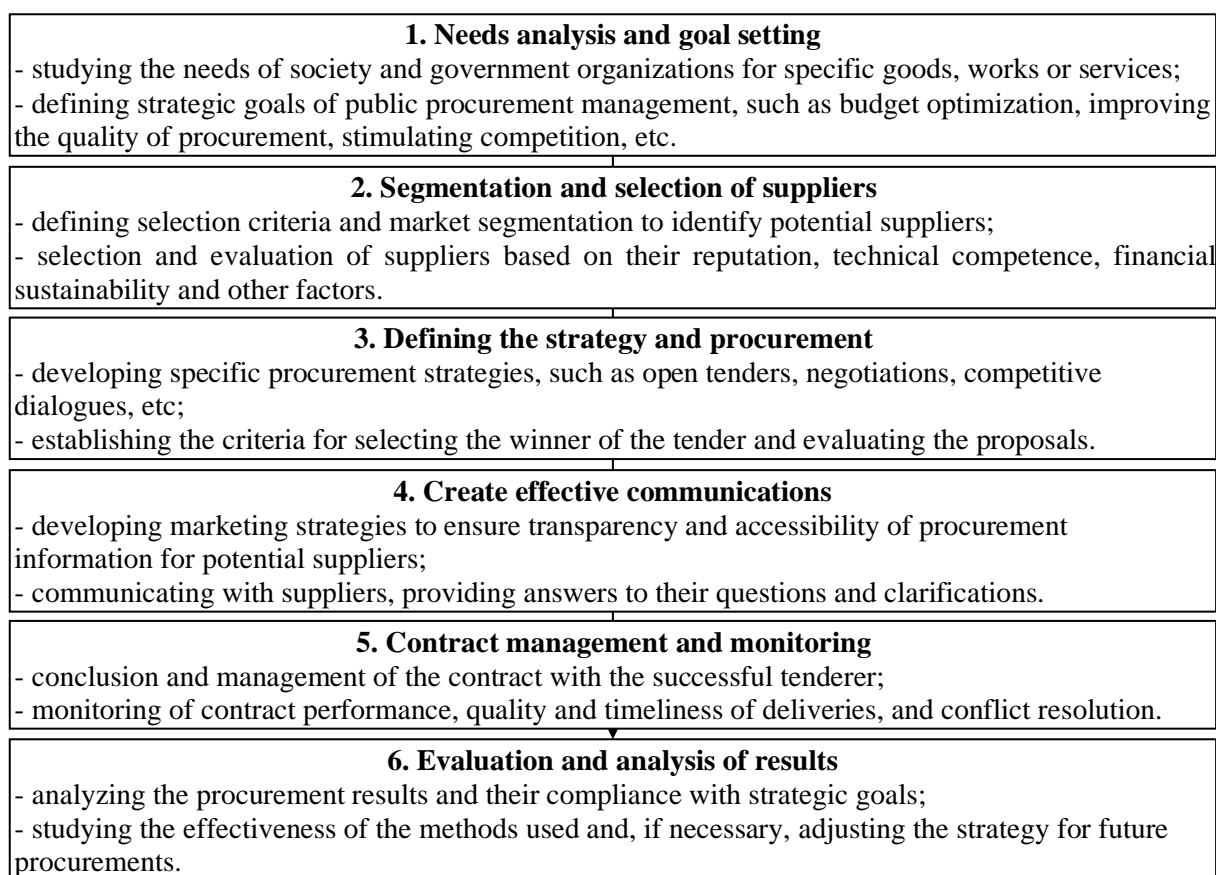 1. Needs analysis and goal setting
- studying the needs of society and government organizations for specific goods, works or services;
- defining strategic goals of public procurement management, such as budget optimization, improving
the quality of procurement, stimulating competition, etc.
2. Segmentation and selection of suppliers
- defining selection criteria and market segmentation to identify potential suppliers;
- selection and evaluation of suppliers based on their reputation, technical competence, financial
sustainability and other factors.
3. Defining the strategy and procurement
- developing specific procurement strategies, such as open tenders, negotiations, competitive
dialogues, etc;
- establishing the criteria for selecting the winner of the tender and evaluating the proposals.
4. Create effective communications
- developing marketing strategies to ensure transparency and accessibility of procurement
information for potential suppliers;
- communicating with suppliers, providing answers to their questions and clarifications.
5. Contract management and monitoring
- conclusion and management of the contract with the successful tenderer;
- monitoring of contract performance, quality and timeliness of deliveries, and conflict resolution.
6. Evaluation and analysis of results
- analyzing the procurement results and their compliance with strategic goals;
- studying the effectiveness of the methods used and, if necessary, adjusting the strategy for future
procurements.